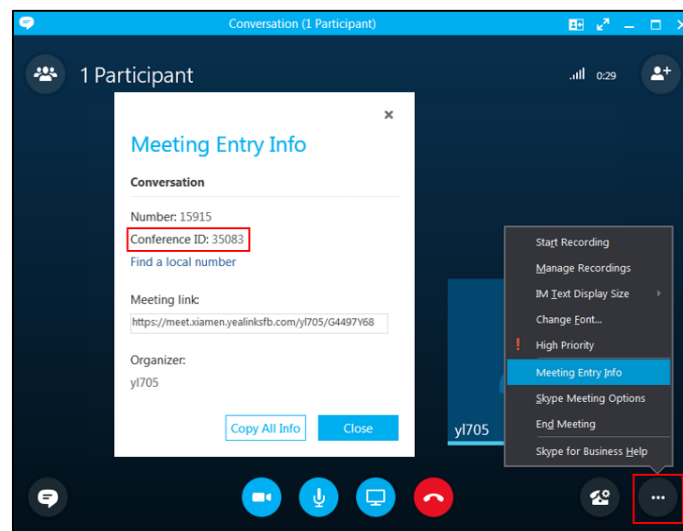 Conversation (1 Participant)
1 Participant
0:29
Meeting Entry Info
Conversation
Number: 15915
Conference ID: 35083
Find a local number
Meeting link:
https://meet.xiamen.yealinksfb.com/yl705/G4497Y68
Organizer:
yl705
Copy All Info
Close
yl705
Start Recording
Manage Recordings
IM Text Display Size
Change Font...
! High Priority
Meeting Entry Info
Skype Meeting Options
End Meeting
Skype for Business Help